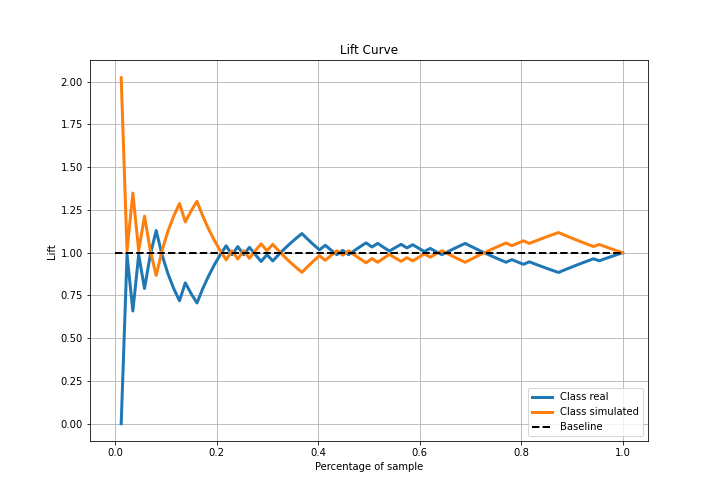 Lift Curve
2.00
1.75
1.50
1.25
1.00
0.75
0.50
0.25
0.00
Lift
0.0 0.2 0.4 0.6 0.8 1.0
Percentage of sample
Class real
Class simulated
Baseline